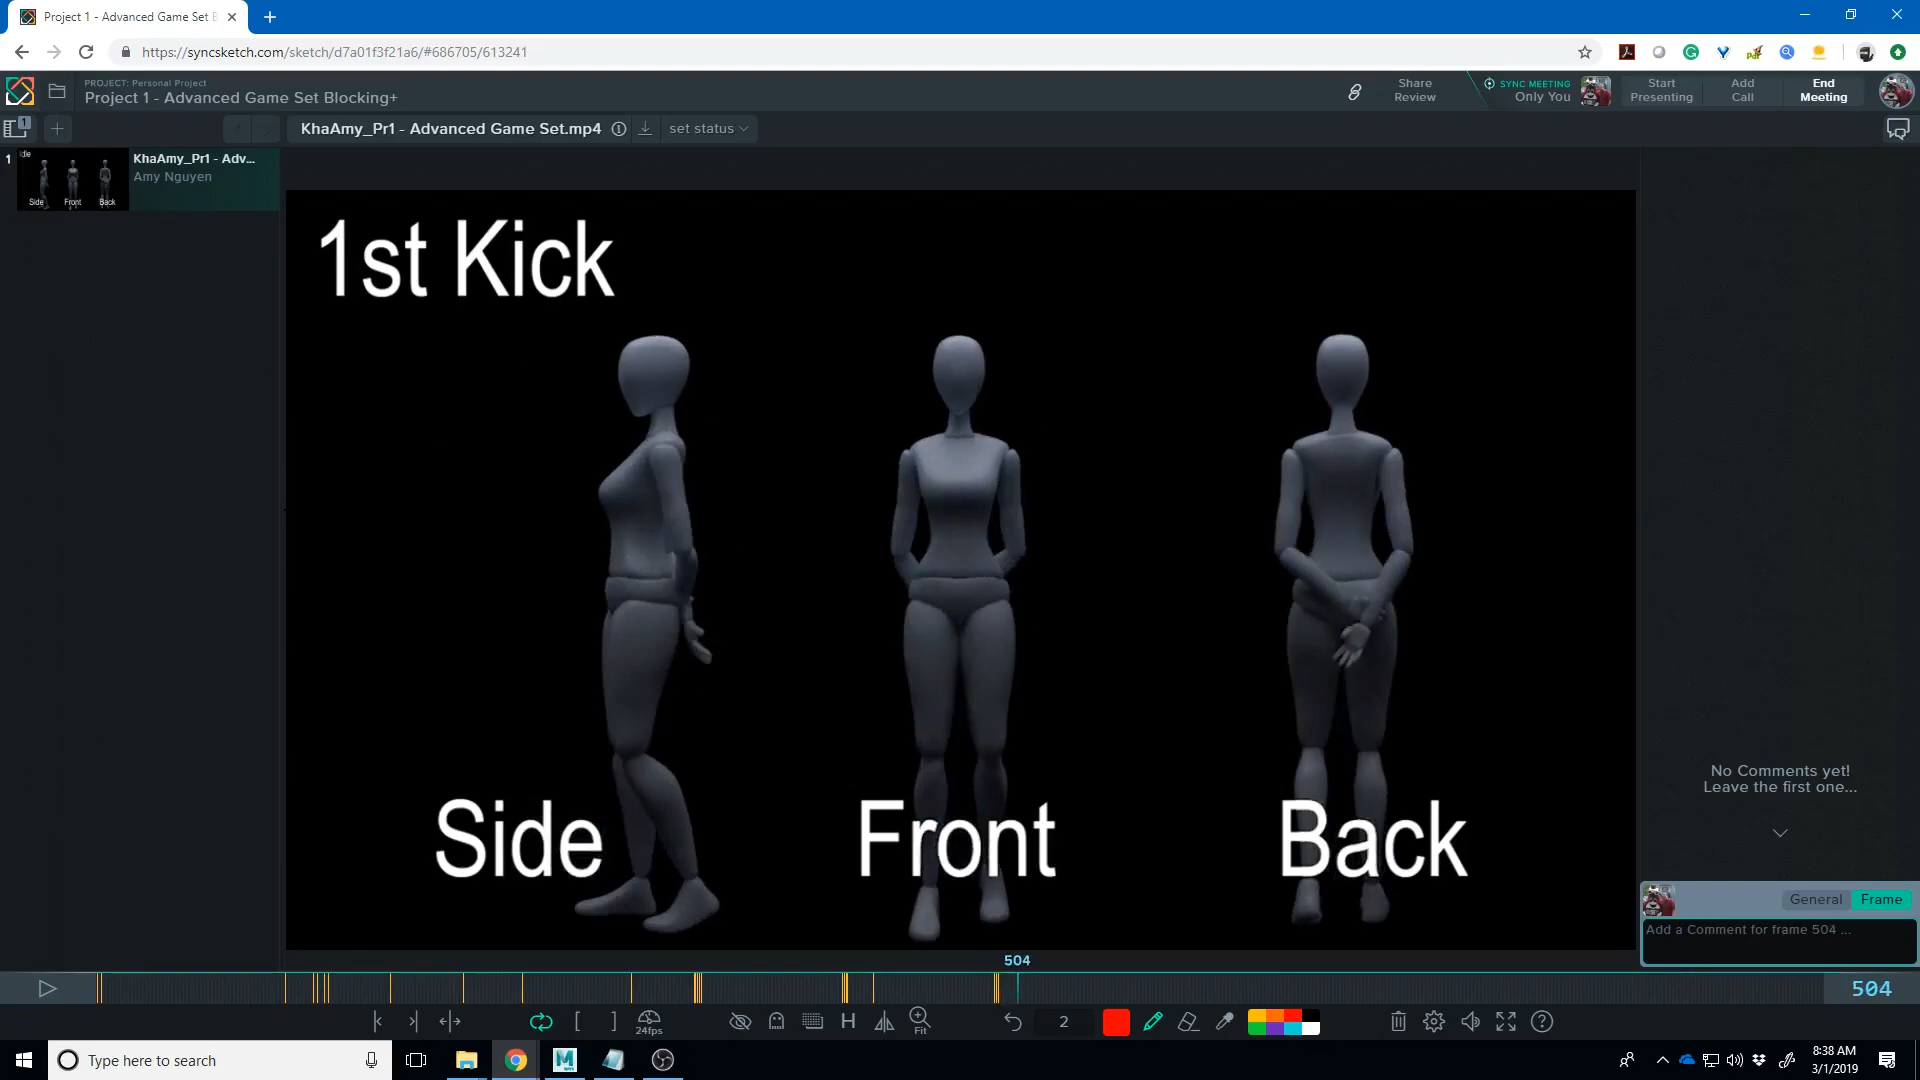 Project 1 - Advanced Game Set B
https://syncsketch.com/sketch/d7a01f3f21a6/#686705/613241
PROJECT: Personal Project
Project 1 - Advanced Game Set Blocking+
Share
Review
SYNC MEETING
Only You
Start
Presenting
Add
Call
End
Meeting
1
KhaAmy_Pr1 - Advanced Game Set.mp4
set status
1
KhaAmy_Pr1 - Adv...
Amy Nguyen
Idle
Side
Front
Back
1st Kick
Side
Front
Back
No Comments yet!
Leave the first one...
General
Frame
Add a Comment for frame 504 ...
504
504
24fps
H
Fit
2
Type here to search
8:38 AM
3/1/2019